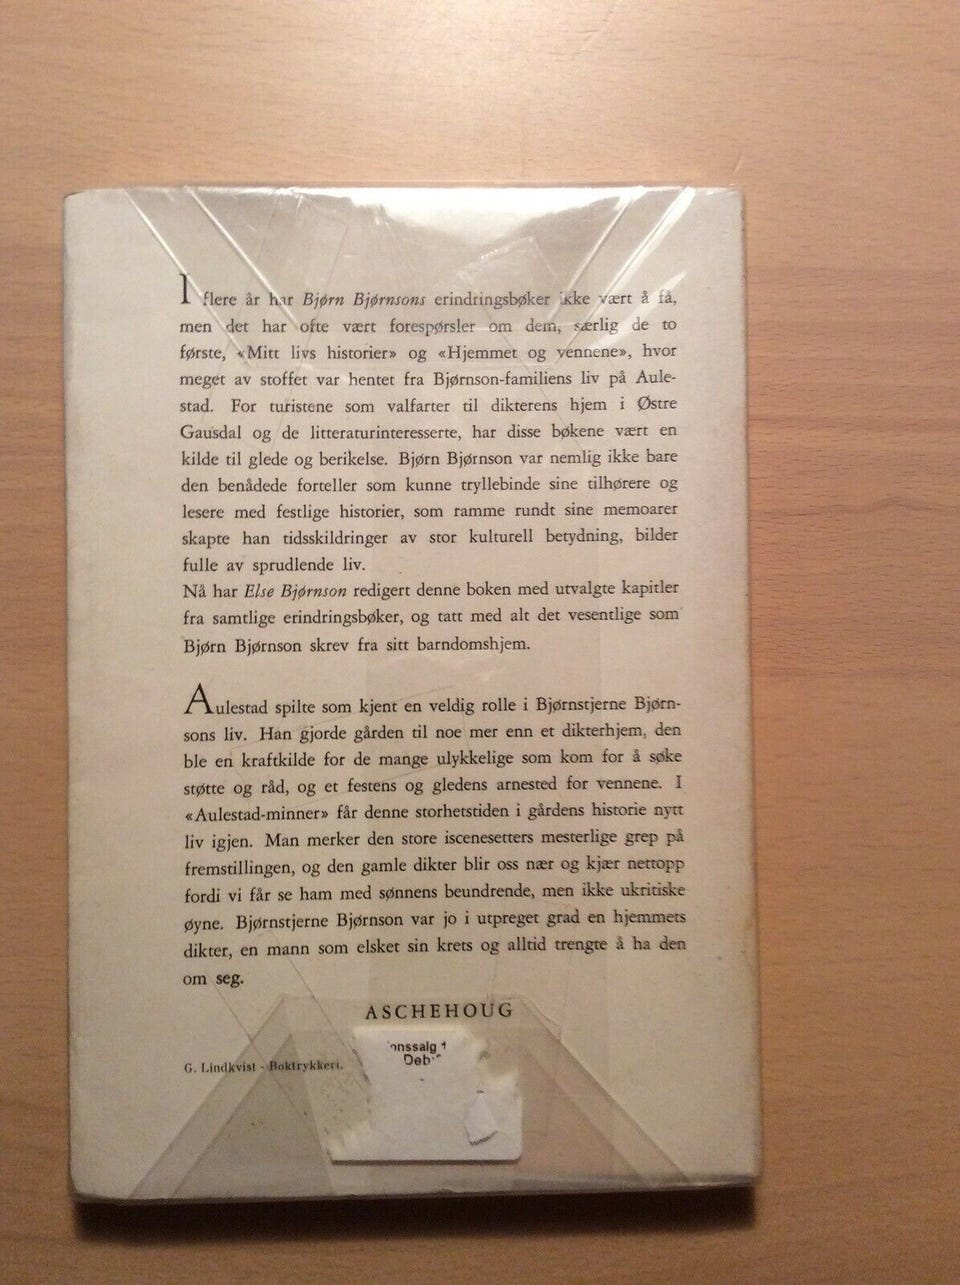 I flere år har Bjørn Bjørnsons erindringsbøker ikke vært å få,
men det har ofte vært forespørsler om dem, særlig de to
første, «Mitt livs historier» og «Hjemmet og vennene», hvor
meget av stoffet var hentet fra Bjørnson-familiens liv på Aule-
stad. For turistene som valfarter til dikterens hjem i Østre
Gausdal og de litteraturinteresserte, har disse bøkene vært en
kilde til glede og berikelse. Bjørn Bjørnson var nemlig ikke bare
den benådede forteller som kunne tryllebinde sine tilhørere og
lesere med festlige historier, som ramme rundt sine memoarer
skapte han tidsskildringer av stor kulturell betydning, bilder
fulle av sprudlende liv.
Nå har Else Bjørnson redigert denne boken med utvalgte kapitler
fra samtlige erindringsbøker, og tatt med alt det vesentlige som
Bjørn Bjørnson skrev fra sitt barndomshjem.
Aulestad spilte som kjent en veldig rolle i Bjørnstjerne Bjørn-
sons liv. Han gjorde gården til noe mer enn et dikterhjem, den
ble en kraftkilde for de mange ulykkelige som kom for å søke
støtte og råd, og et festens og gledens arnested for vennene. I
«Aulestad-minner» får denne storhetstiden i gårdens historie nytt
liv igjen. Man merker den store iscenesetters mesterlige grep på
fremstillingen, og den gamle dikter blir oss nær og kjær nettopp
fordi vi får se ham med sønnens beundrende, men ikke ukritiske
øyne. Bjørnstjerne Bjørnson var jo i utpreget grad en hjemmets
dikter, en mann som elsket sin krets og alltid trengte å ha den
om seg.
ASCHEHOUG
G. Lindkvist - Boktrykkeri.
onssalg
Deb